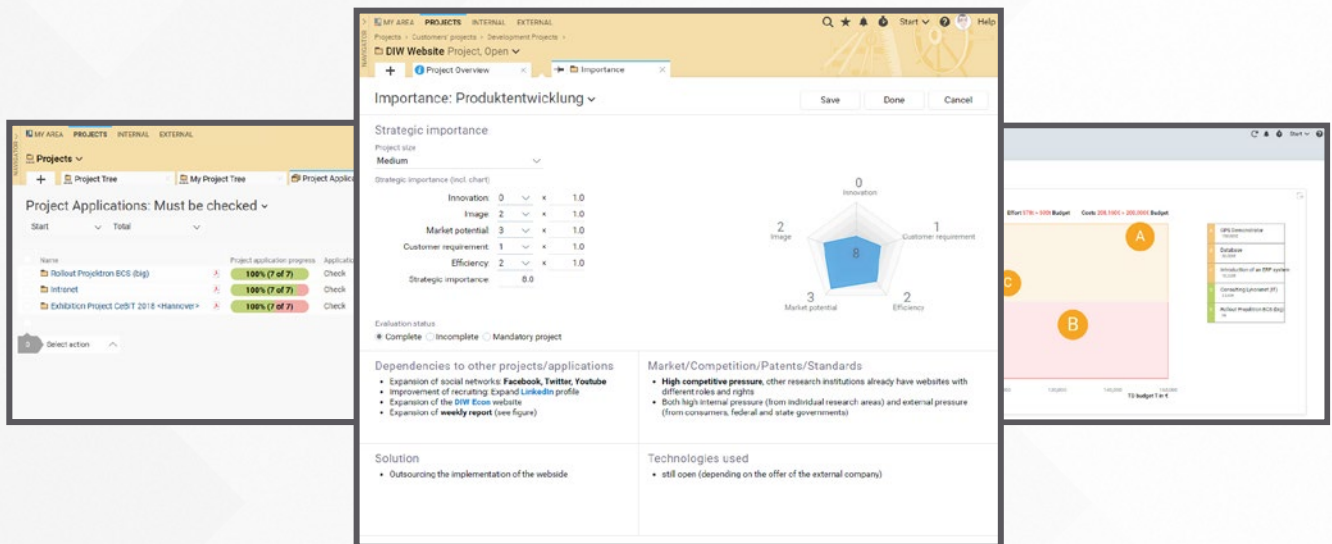 NAVIGATOR
MY AREA PROJECTS INTERNAL EXTERNAL
Projects
+ Project Tree My Project Tree Project Applica
Project Applications: Must be checked
Start Total
Name Project application progress Applicatio
Rollout Projektron BCS (big) 100% (7 of 7) Check
Intranet 100% (7 of 7) Check
Exhibition Project CeBIT 2018 <Hannover> 100% (7 of 7) Check
3 Select action
NAVIGATOR
MY AREA PROJECTS INTERNAL EXTERNAL Start Help
Projects > Customers' projects > Development Projects >
DIW Website Project, Open
+ Project Overview × Importance ×
Importance: Produktentwicklung Save Done Cancel
Strategic importance
Project size
Medium
Strategic importance (incl. chart)
Innovation: 0 × 1.0
Image: 2 × 1.0
Market potential: 3 × 1.0
Customer requirement: 1 × 1.0
Efficiency: 2 × 1.0
Strategic importance: 8.0
0
Innovation
2
Image
1
Customer requirement
8
3
Market potential
2
Efficiency
Evaluation status
Complete Incomplete Mandatory project
Dependencies to other projects/applications
• Expansion of social networks: Facebook, Twitter, Youtube
• Improvement of recruiting: Expand LinkedIn profile
• Expansion of the DIW Econ website
• Expansion of weekly report (see figure)
Market/Competition/Patents/Standards
• High competitive pressure, other research institutions already have websites with
different roles and rights
• Both high internal pressure (from individual research areas) and external pressure
(from consumers, federal and state governments)
Solution
• Outsourcing the implementation of the webside
Technologies used
• still open (depending on the offer of the external company)
Start
Budget Costs Budget
A
C
B
GPS Demonstrator
Database
Introduction of an ERP system
Rollout Projektron BCS (big)